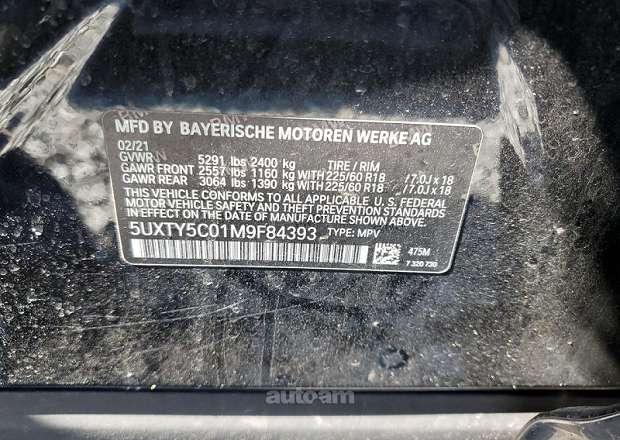 MFD BY BAYERISCHE MOTOREN WERKE AG
02/21
GVWR 5291 lbs 2400 kg TIRE / RIM
GAWR FRONT 2557 lbs 1160 kg WITH 225/60 R18 /7.0J x 18
GAWR REAR 3064 lbs 1390 kg WITH 225/60 R18 /7.0J x 18
THIS VEHICLE CONFORMS TO ALL APPLICABLE U. S. FEDERAL
MOTOR VEHICLE SAFETY AND THEFT PREVENTION STANDARDS
IN EFFECT ON THE DATE OF MANUFACTURE SHOWN ABOVE.
5UXTY5C01M9F84393 TYPE: MPV
475M
7 320 730
autoam